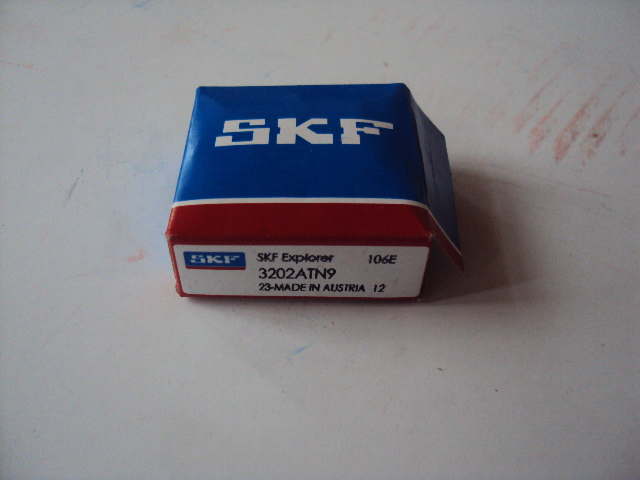 SKF
SKF SKF Explorer 106E
3202ATN9
23-MADE IN AUSTRIA 12